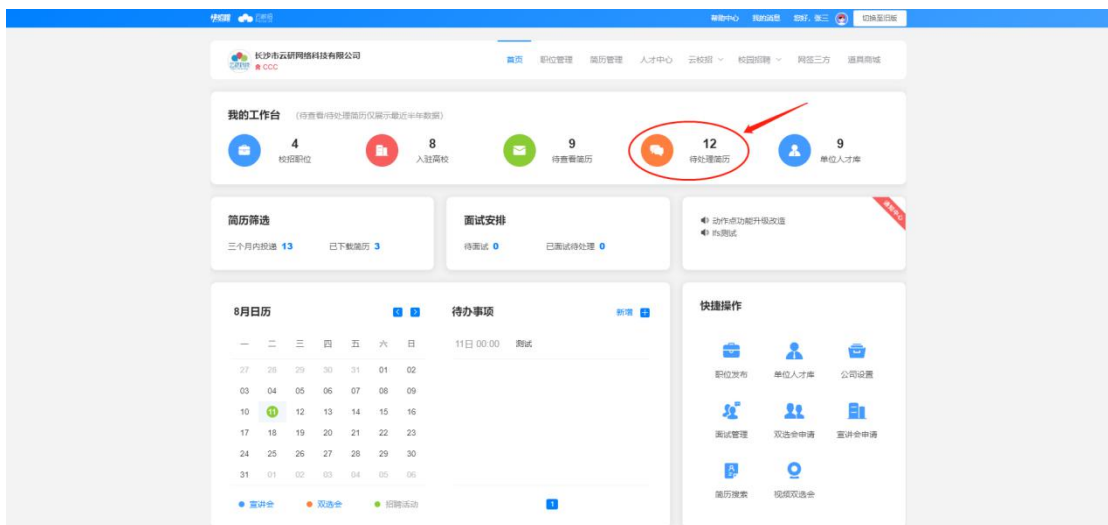 帮助中心 我的消息 您好，张三 切换至旧版
长沙市云研网络科技有限公司
CCC
首页 职位管理 简历管理 人才中心 云校招 校园招聘 网签三方 道具商城
我的工作台 (待查看/待处理简历仅展示最近半年数据)
4 8 9 12 9
校招职位 入驻高校 待查看简历 待处理简历 单位人才库
简历筛选
三个月内投递 13 已下载简历 3
面试安排
待面试 0 已面试待处理 0
动作点功能升级改造
通知中心
8月日历
一 二 三 四 五 六 日
27 28 29 30 31 01 02
03 04 05 06 07 08 09
10 11 12 13 14 15 16
17 18 19 20 21 22 23
24 25 26 27 28 29 30
31 01 02 03 04 05 06
宣讲会 双选会 招聘活动
待办事项 新增
11日 00:00 测试
1
快捷操作
职位发布 单位人才库 公司设置
面试管理 双选会申请 宣讲会申请
简历搜索 视频双选会